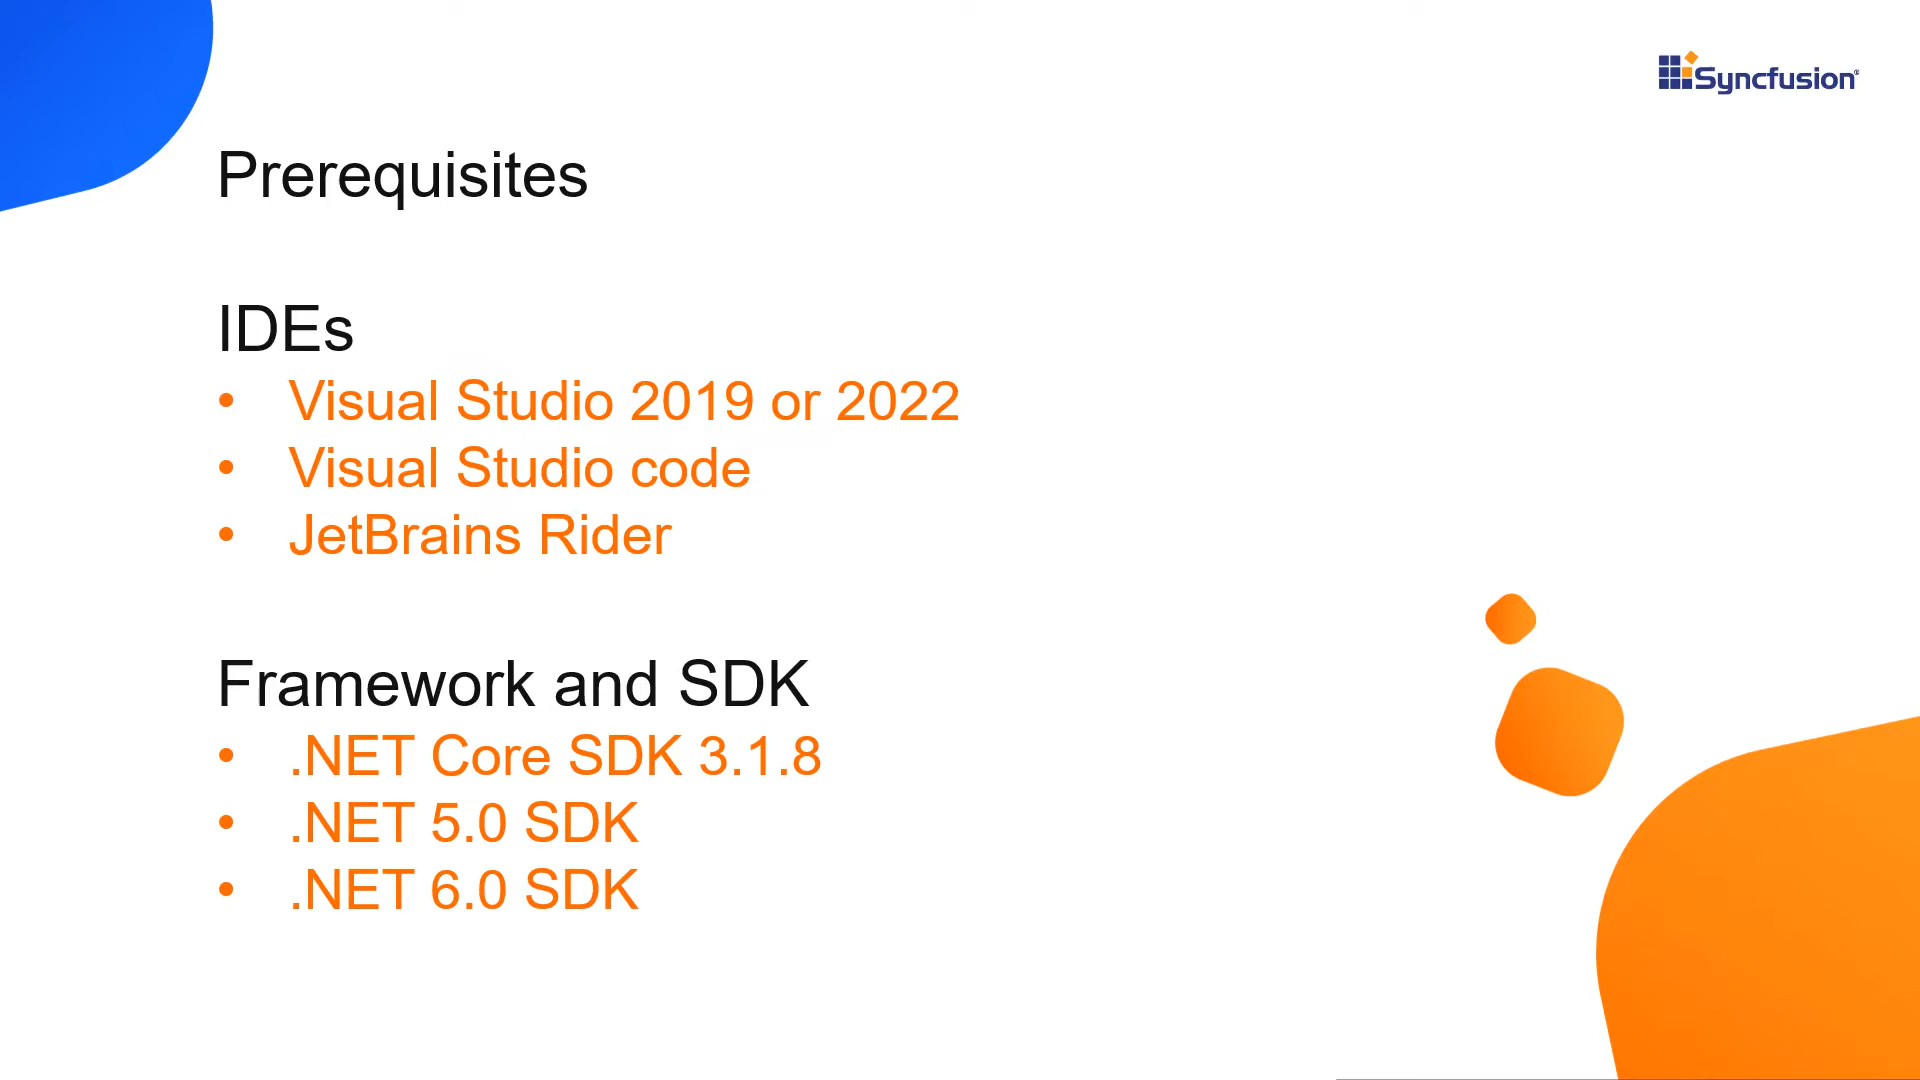 Syncfusion®
Prerequisites
IDEs
• Visual Studio 2019 or 2022
• Visual Studio code
• JetBrains Rider
Framework and SDK
• .NET Core SDK 3.1.8
• .NET 5.0 SDK
• .NET 6.0 SDK